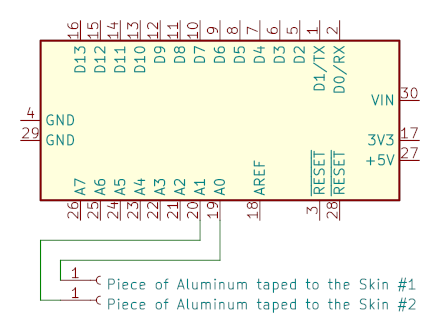 16 15 14 13 12 11 10 9 8 7 6 5 1 2
D13 D12 D11 D10 D9 D8 D7 D6 D5 D4 D3 D2 D1/TX D0/RX
VIN 30
4 GND
29 GND
3V3 17
+5V 27
A7 A6 A5 A4 A3 A2 A1 A0 AREF RESET RESET
26 25 24 23 22 21 20 19 18 3 28
1 Piece of Aluminum taped to the Skin #1
1 Piece of Aluminum taped to the Skin #2